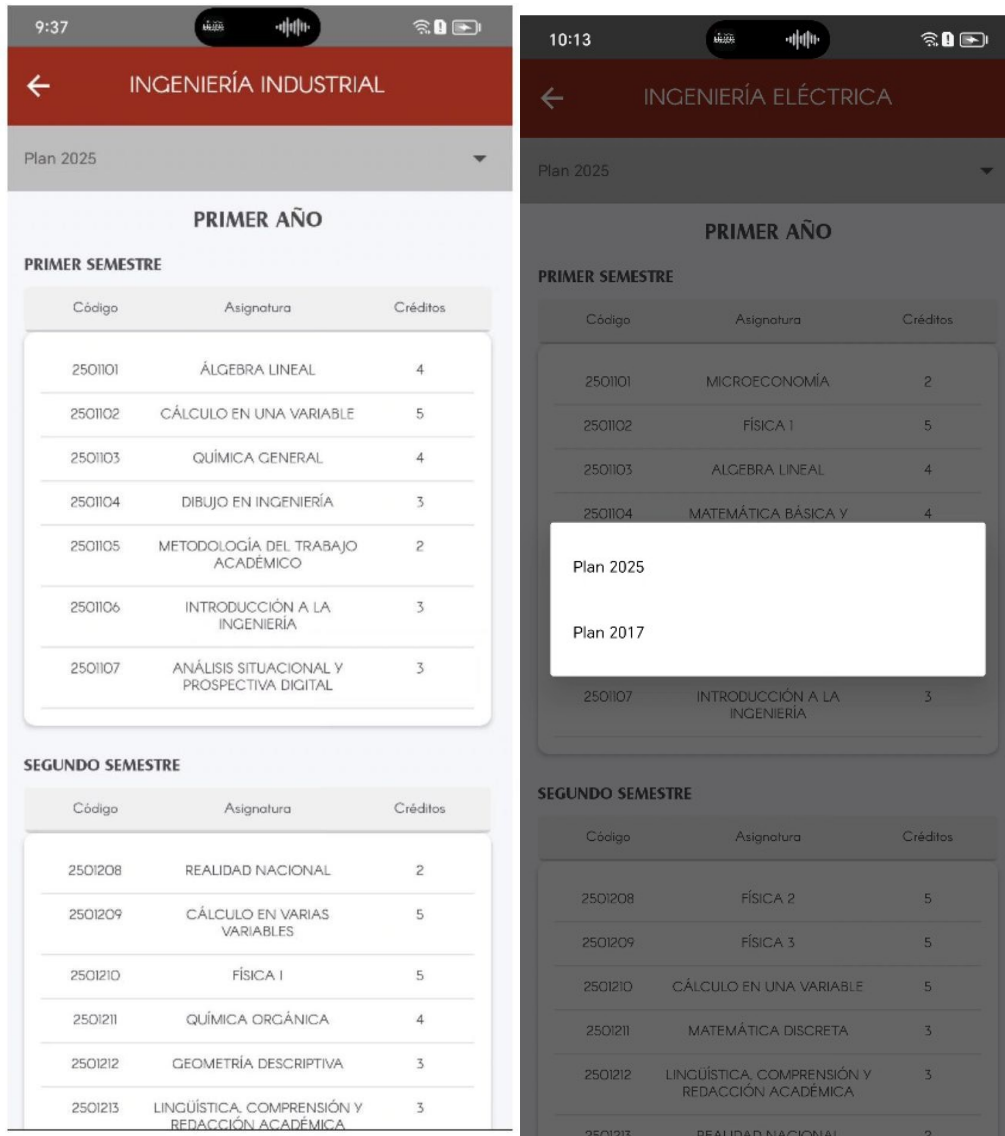 9:37
INGENIERÍA INDUSTRIAL
Plan 2025
PRIMER AÑO
PRIMER SEMESTRE
Código Asignatura Créditos
2501101 ÁLGEBRA LINEAL 4
2501102 CÁLCULO EN UNA VARIABLE 5
2501103 QUÍMICA GENERAL 4
2501104 DIBUJO EN INGENIERÍA 3
2501105 METODOLOGÍA DEL TRABAJO 2
ACADÉMICO
2501106 INTRODUCCIÓN A LA 3
INGENIERÍA
2501107 ANÁLISIS SITUACIONAL Y 3
PROSPECTIVA DIGITAL
SEGUNDO SEMESTRE
Código Asignatura Créditos
2501208 REALIDAD NACIONAL 2
2501209 CÁLCULO EN VARIAS 5
VARIABLES
2501210 FÍSICA I 5
2501211 QUÍMICA ORGÁNICA 4
2501212 GEOMETRÍA DESCRIPTIVA 3
2501213 LINGÜÍSTICA, COMPRENSIÓN Y 3
REDACCIÓN ACADÉMICA
10:13
INGENIERÍA ELÉCTRICA
Plan 2025
PRIMER AÑO
PRIMER SEMESTRE
Código Asignatura Créditos
2501101 MICROECONOMÍA 2
2501102 FÍSICA 1 5
2501103 ALGEBRA LINEAL 4
2501104 MATEMÁTICA BÁSICA Y 4
Plan 2025
Plan 2017
2501107 INTRODUCCIÓN A LA 3
INGENIERÍA
SEGUNDO SEMESTRE
Código Asignatura Créditos
2501208 FÍSICA 2 5
2501209 FÍSICA 3 5
2501210 CÁLCULO EN UNA VARIABLE 5
2501211 MATEMÁTICA DISCRETA 3
2501212 LINGÜÍSTICA, COMPRENSIÓN Y 3
REDACCIÓN ACADÉMICA
2501213 REALIDAD NACIONAL 2